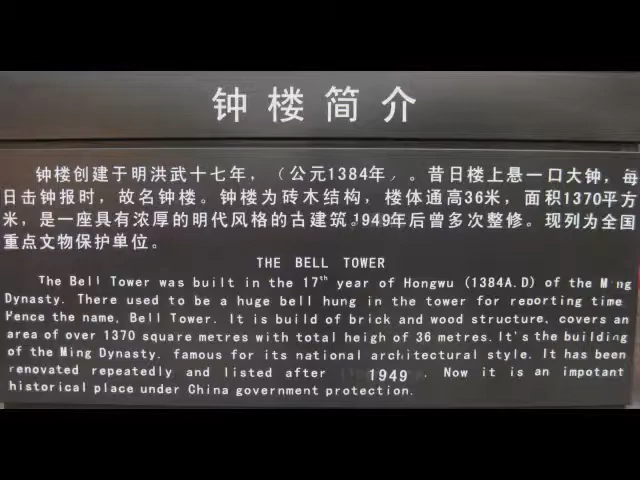 钟楼简介
钟楼创建于明洪武十七年，（公元1384年）。昔日楼上悬一口大钟，每
日击钟报时，故名钟楼。钟楼为砖木结构，楼体通高36米，面积1370平方
米，是一座具有浓厚的明代风格的古建筑。1949年后曾多次整修。现列为全国
重点文物保护单位。
THE BELL TOWER
The Bell Tower was built in the 17th year of Hongwu (1384A.D) of the Ming
Dynasty. There used to be a huge bell hung in the tower for reporting time
Hence the name, Bell Tower. It is build of brick and wood structure, covers an
area of over 1370 square metres with total heigh of 36 metres. It's the building
of the Ming Dynasty. famous for its national architectural style. It has been
renovated repeatedly and listed after 1949 . Now it is an impotant
historical place under China government protection.